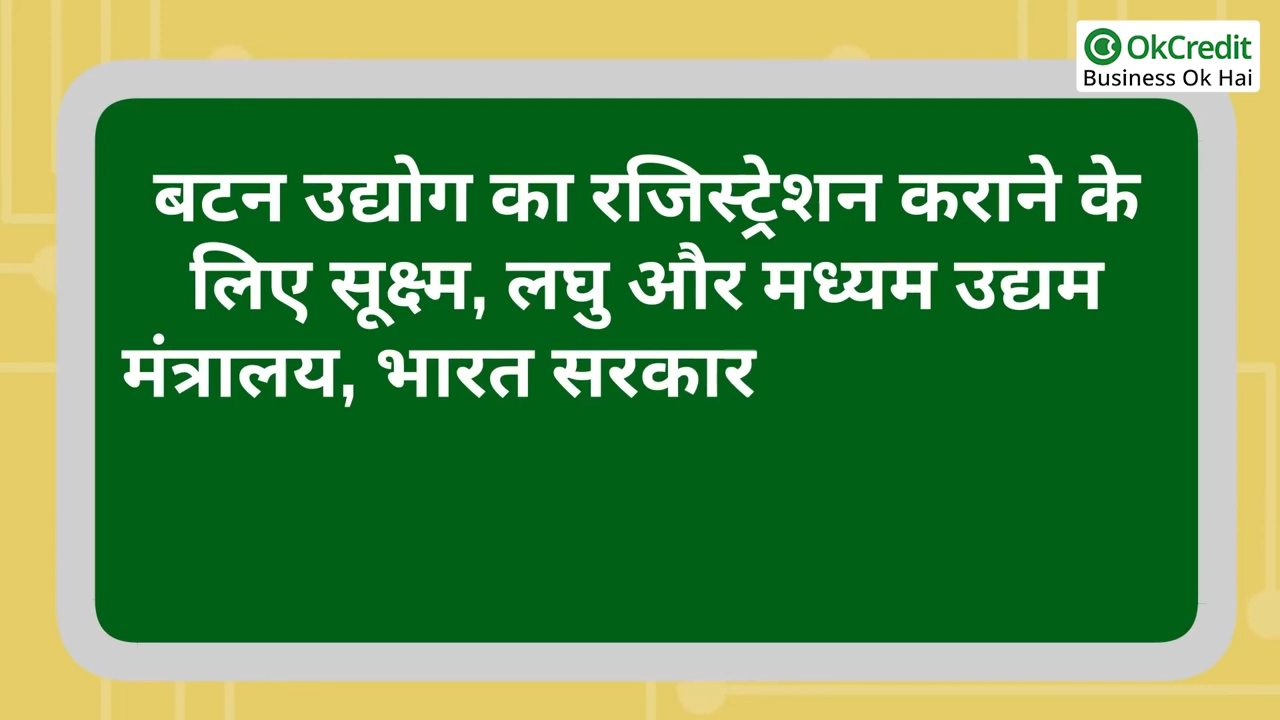 OkCredit
Business Ok Hai
बटन उद्योग का रजिस्ट्रेशन कराने के
लिए सूक्ष्म, लघु और मध्यम उद्यम
मंत्रालय, भारत सरकार